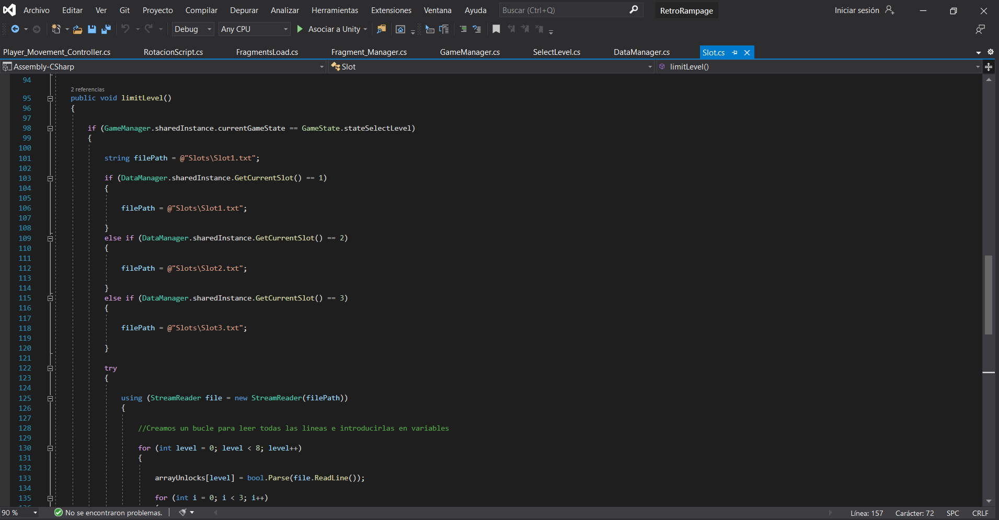 Archivo Editar Ver Git Proyecto Compilar Depurar Analizar Herramientas Extensiones Ventana Ayuda Buscar (Ctrl+Q) RetroRampage Iniciar sesión
Debug Any CPU Asociar a Unity
Player_Movement_Controller.cs RotacionScript.cs FragmentsLoad.cs Fragment_Manager.cs GameManager.cs SelectLevel.cs DataManager.cs Slot.cs
Assembly-CSharp Slot limitLevel()
94
2 referencias
95 public void limitLevel()
96 {
97
98 if (GameManager.sharedInstance.currentGameState == GameState.stateSelectLevel)
99 {
100
101 string filePath = @"Slots\Slot1.txt";
102
103 if (DataManager.sharedInstance.GetCurrentSlot() == 1)
104 {
105
106 filePath = @"Slots\Slot1.txt";
107
108 }
109 else if (DataManager.sharedInstance.GetCurrentSlot() == 2)
110 {
111
112 filePath = @"Slots\Slot2.txt";
113
114 }
115 else if (DataManager.sharedInstance.GetCurrentSlot() == 3)
116 {
117
118 filePath = @"Slots\Slot3.txt";
119
120 }
121
122 try
123 {
124
125 using (StreamReader file = new StreamReader(filePath))
126 {
127
128 //Creamos un bucle para leer todas las lineas e introducirlas en variables
129
130 for (int level = 0; level < 8; level++)
131 {
132
133 arrayUnlocks[level] = bool.Parse(file.ReadLine());
134
135 for (int i = 0; i < 3; i++)
90 % No se encontraron problemas. Línea: 157 Carácter: 72 SPC CRLF